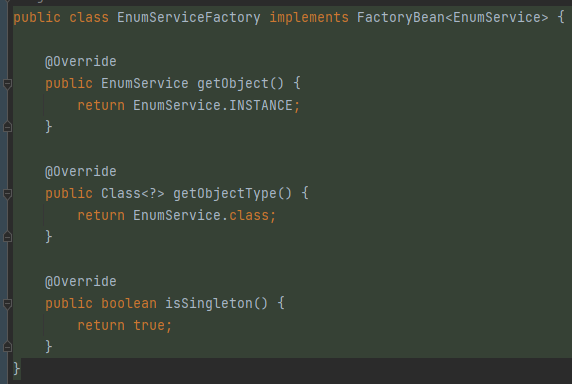 public class EnumServiceFactory implements FactoryBean<EnumService> {
@Override
public EnumService getObject() {
return EnumService.INSTANCE;
}
@Override
public Class<?> getObjectType() {
return EnumService.class;
}
@Override
public boolean isSingleton() {
return true;
}
}